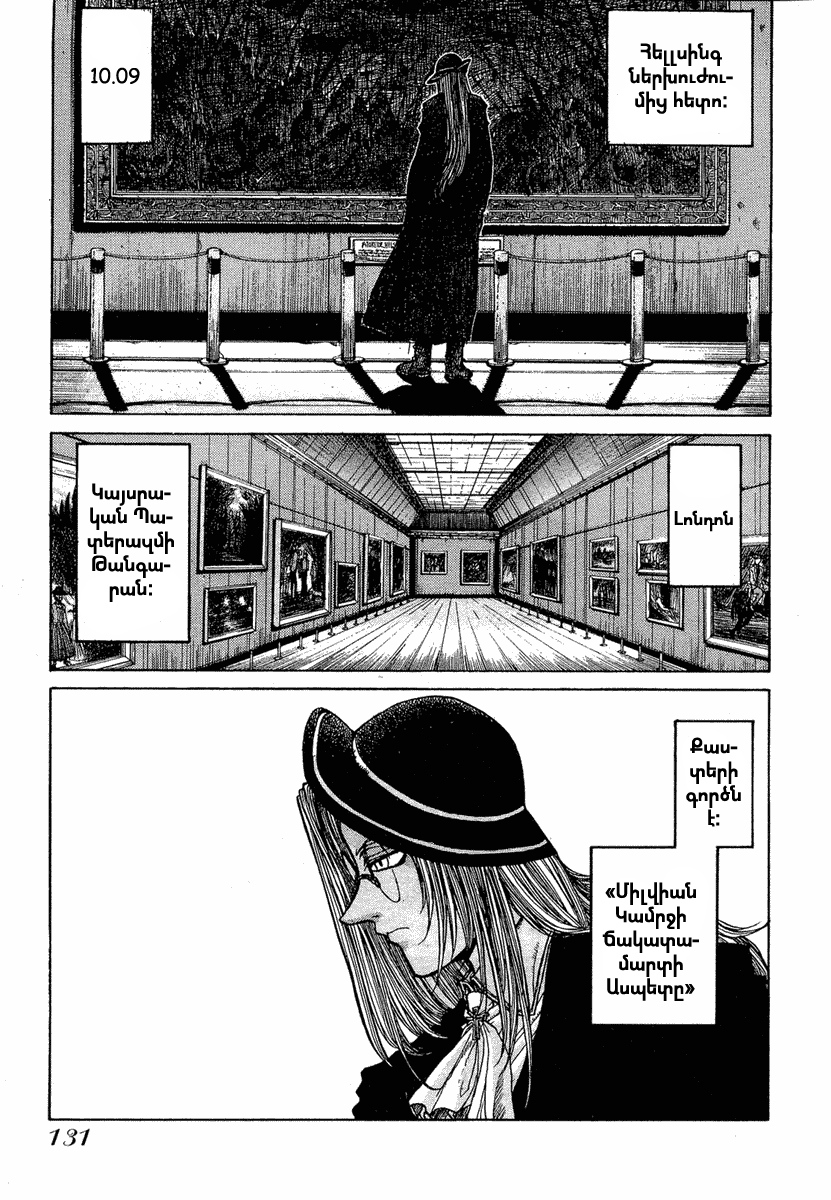 Հելլսինգ
ներխուժու-
մից հետո:
10.09
Լոնդոն
Կայսրա-
կան Պա-
տերազմի
Թանգա-
րան:
Քաս-
տերի
գործն
է:
«Միլվիան
Կամրջի
Ճակատա-
մարտի
Ասպետը»
131